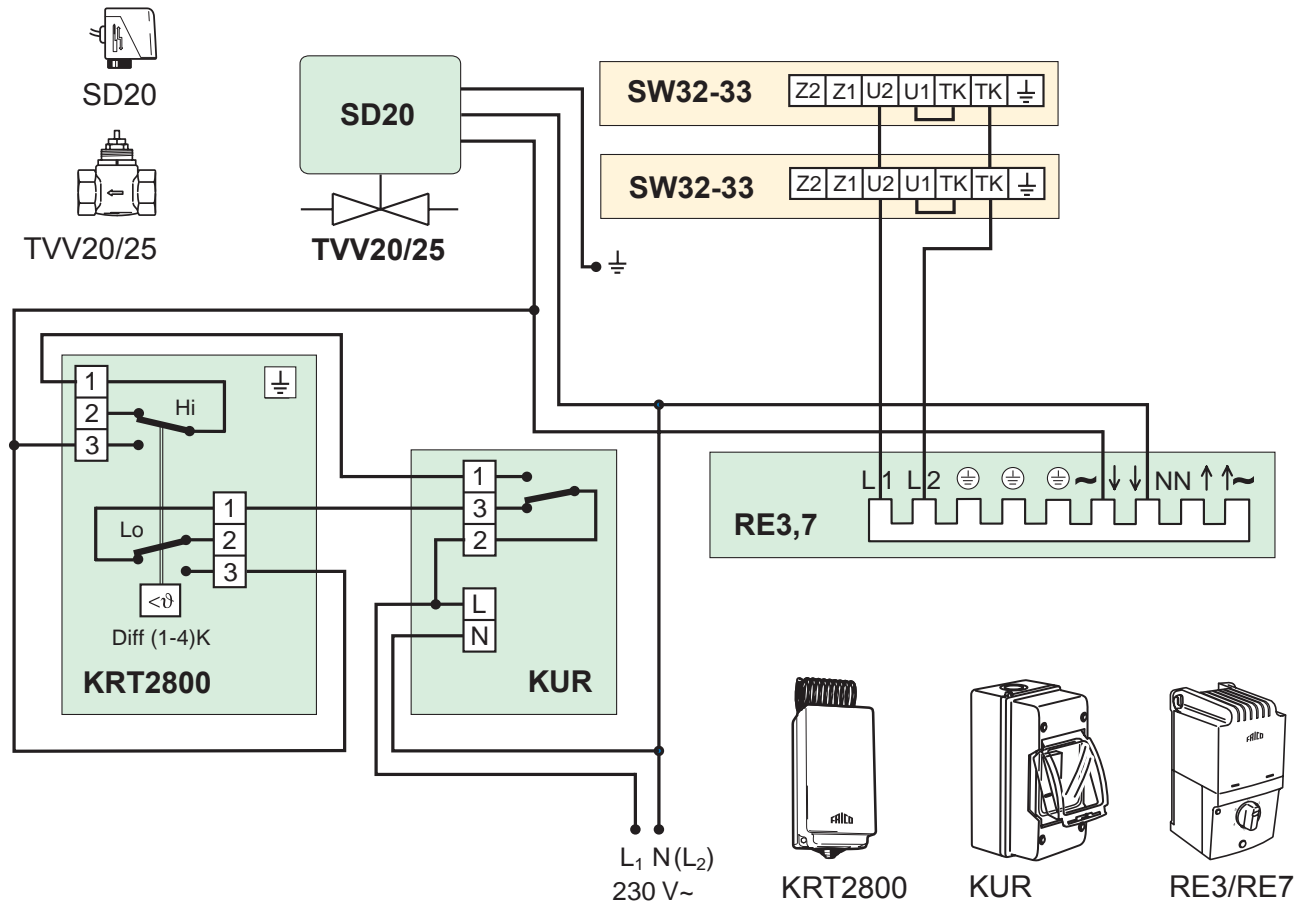 SD20
TVV20/25
SD20
TVV20/25
SW32-33
Z2 Z1 U2 U1 TK TK
SW32-33
Z2 Z1 U2 U1 TK TK
1
2
3
Hi
Lo
1
2
3
<ϑ
Diff (1-4)K
KRT2800
1
3
2
L
N
KUR
L1 L2 ~ ↓ ↓ NN ↑ ↑~
RE3,7
L₁ N(L₂)
230 V~
FRICO
KRT2800
KUR
FRICO
RE3/RE7